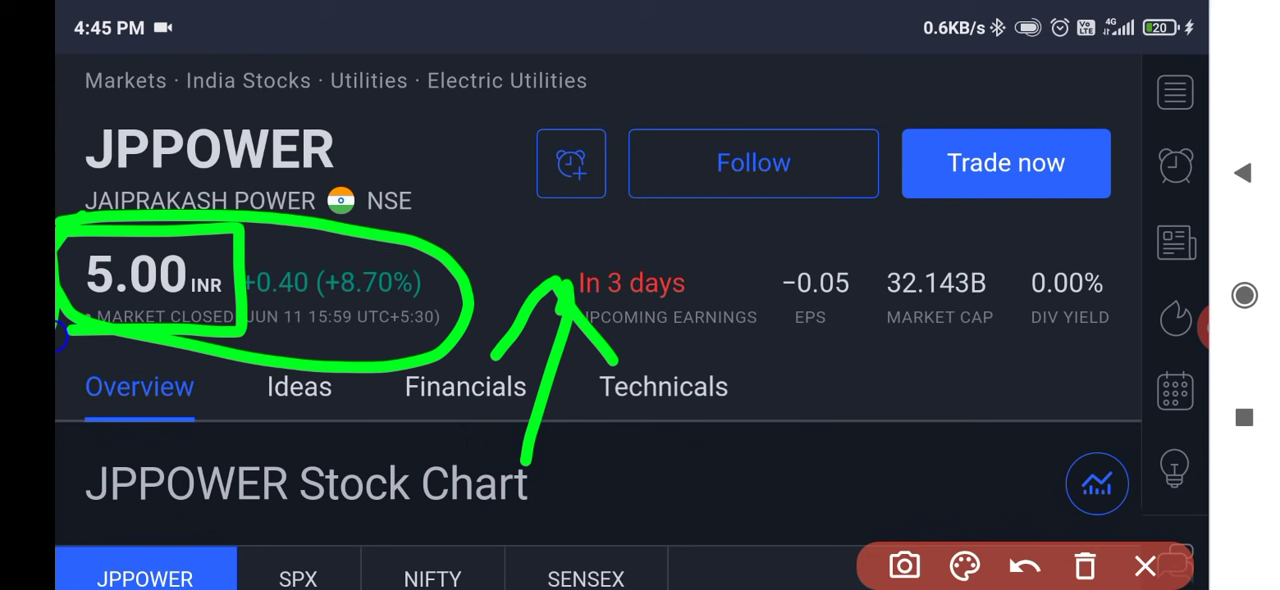 4:45 PM
0.6KB/s
4G
Vo
LTE
20
Markets · India Stocks · Utilities · Electric Utilities
JPPOWER
Follow
Trade now
JAIPRAKASH POWER NSE
5.00 INR +0.40 (+8.70%)
In 3 days
−0.05
32.143B
0.00%
MARKET CLOSED (JUN 11 15:59 UTC+5:30)
UPCOMING EARNINGS
EPS
MARKET CAP
DIV YIELD
Overview
Ideas
Financials
Technicals
JPPOWER Stock Chart
JPPOWER
SPX
NIFTY
SENSEX